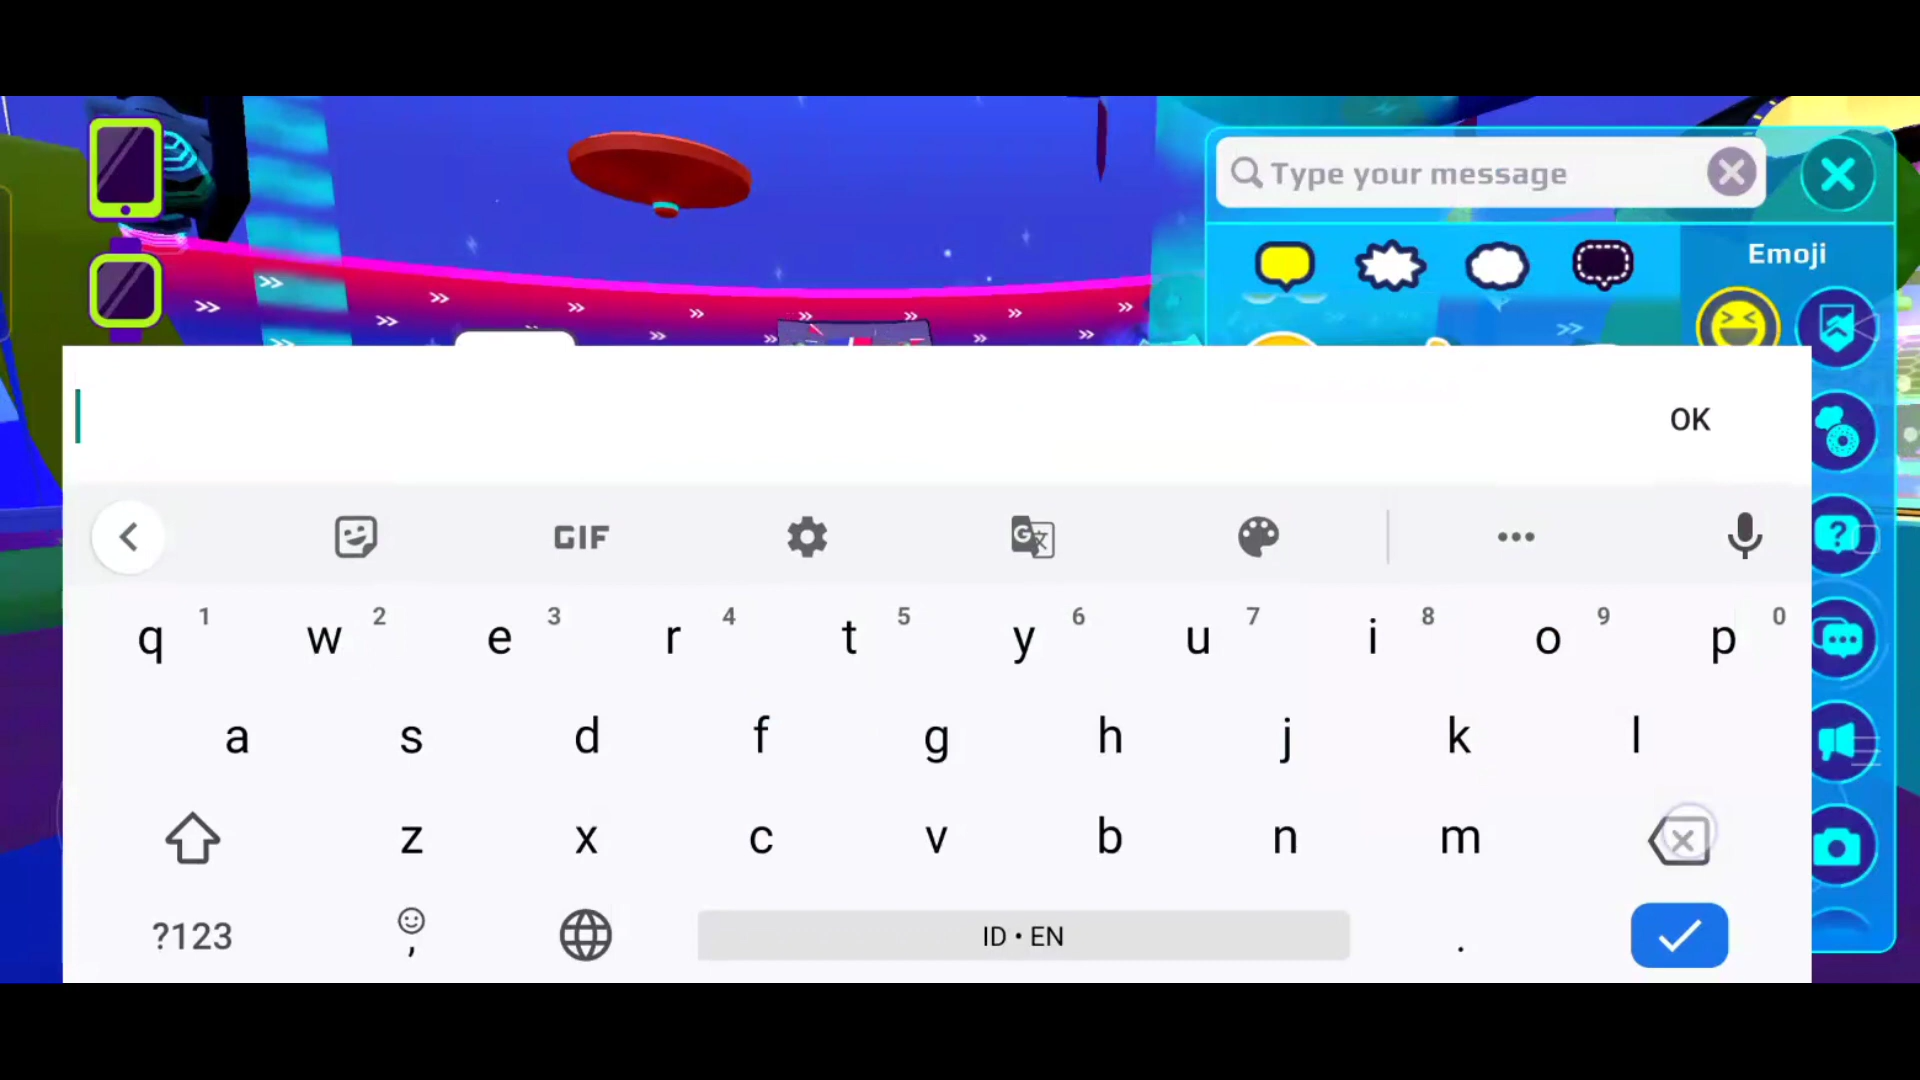 Type your message
Emoji
OK
GIF
G
q 1 w 2 e 3 r 4 t 5 y 6 u 7 i 8 o 9 p 0
a s d f g h j k l
z x c v b n m
?123 , ID • EN .